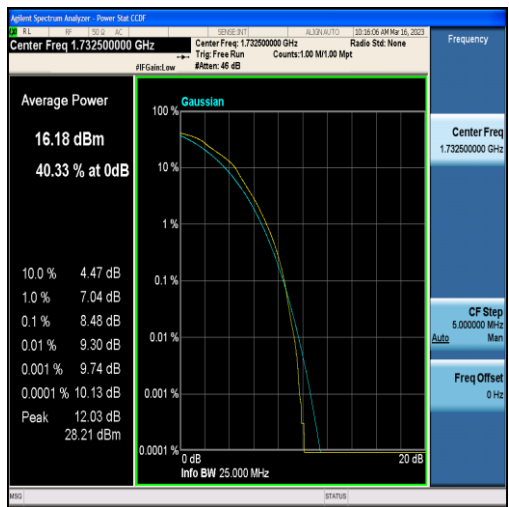 Agilent Spectrum Analyzer - Power Stat CCDF
RL RF 50 Ω AC SENSE:INT ALIGN AUTO 10:16:06 AM Mar 16, 2023
Center Freq 1.732500000 GHz
Center Freq: 1.732500000 GHz Radio Std: None
Trig: Free Run Counts:1.00 M/1.00 Mpt
#IFGain:Low #Atten: 46 dB
Frequency
Average Power
16.18 dBm
40.33 % at 0dB
10.0 % 4.47 dB
1.0 % 7.04 dB
0.1 % 8.48 dB
0.01 % 9.30 dB
0.001 % 9.74 dB
0.0001 % 10.13 dB
Peak 12.03 dB
28.21 dBm
Gaussian
100 %
10 %
1 %
0.1 %
0.01 %
0.001 %
0.0001 %
0 dB 20 dB
Info BW 25.000 MHz
Center Freq
1.732500000 GHz
CF Step
5.000000 MHz
Auto Man
Freq Offset
0 Hz
MSG STATUS